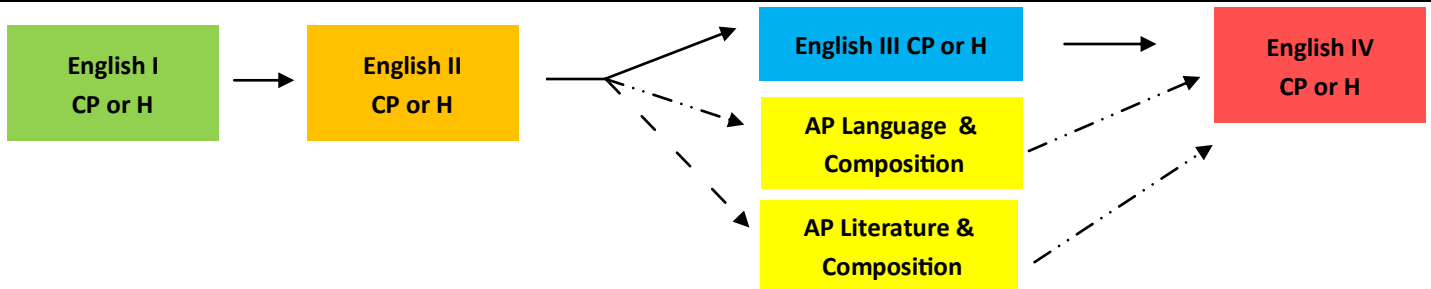 English I
CP or H
English II
CP or H
English III CP or H
AP Language &
Composition
AP Literature &
Composition
English IV
CP or H